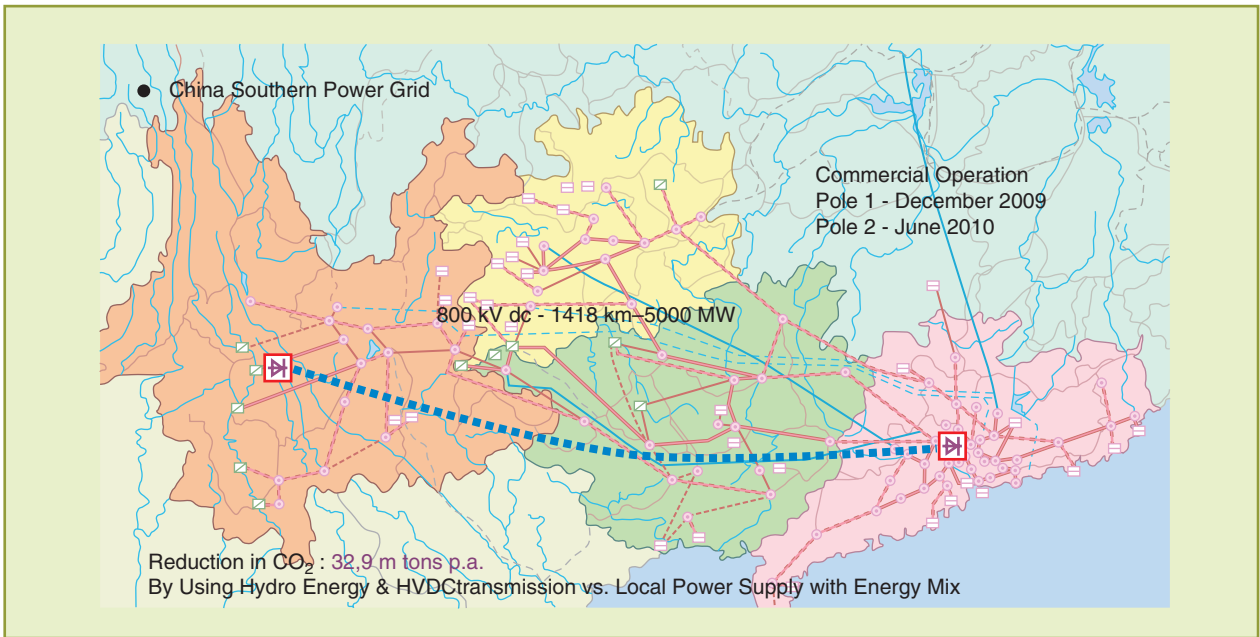 China Southern Power Grid
Commercial Operation
Pole 1 - December 2009
Pole 2 - June 2010
800 kV dc - 1418 km–5000 MW
Reduction in CO₂ : 32,9 m tons p.a.
By Using Hydro Energy & HVDCtransmission vs. Local Power Supply with Energy Mix